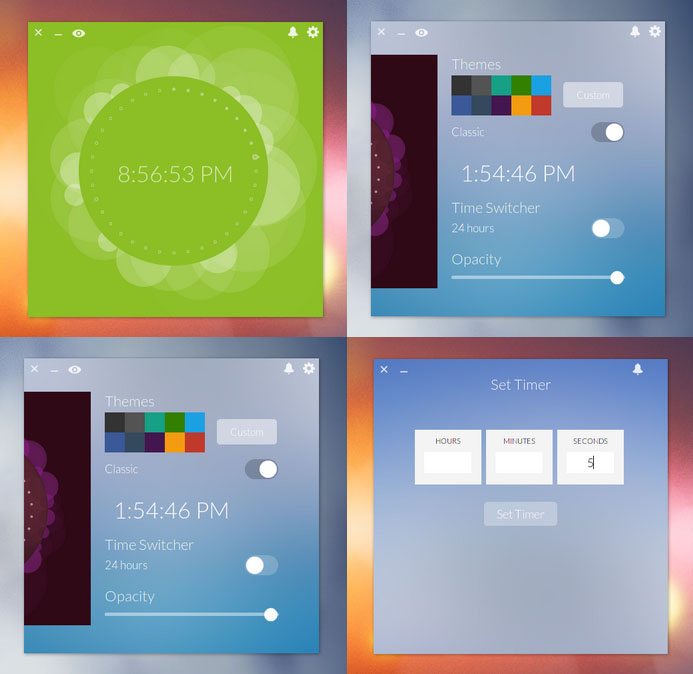 8:56:53 PM
Themes
Custom
Classic
1:54:46 PM
Time Switcher
24 hours
Opacity
Themes
Custom
Classic
1:54:46 PM
Time Switcher
24 hours
Opacity
Set Timer
HOURS MINUTES SECONDS
5
Set Timer